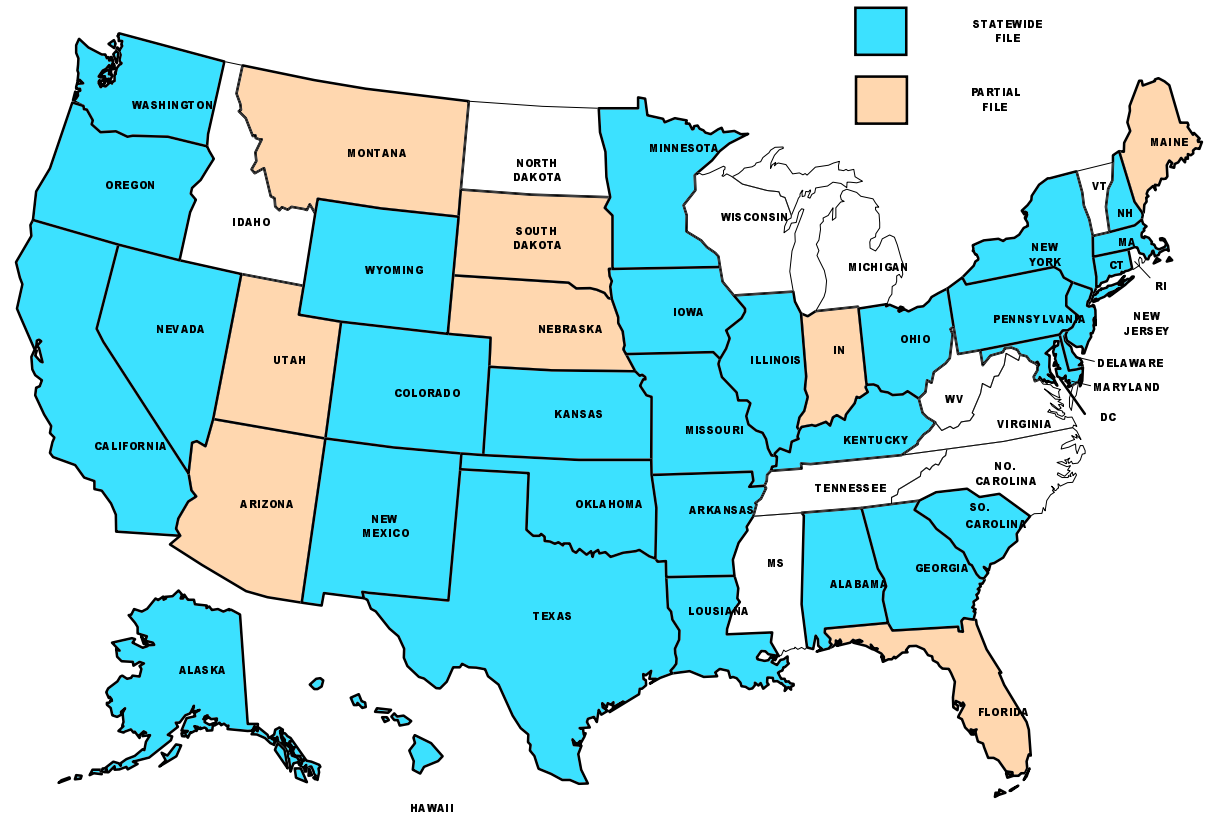 STATEWIDE
FILE
PARTIAL
FILE
WASHINGTON
MONTANA
MAINE
MINNESOTA
NORTH
DAKOTA
OREGON
VT
IDAHO
WISCONSIN
NH
SOUTH
DAKOTA
MA
NEW
YORK
WYOMING
MICHIGAN
CT
RI
IOWA
NEW
JERSEY
PENNSYLVANIA
NEVADA
NEBRASKA
OHIO
UTAH
ILLINOIS
IN
DELAWARE
MARYLAND
COLORADO
WV
DC
KANSAS
VIRGINIA
MISSOURI
KENTUCKY
CALIFORNIA
NO.
CAROLINA
TENNESSEE
ARIZONA
OKLAHOMA
ARKANSAS
SO.
CAROLINA
NEW
MEXICO
MS
GEORGIA
ALABAMA
LOUSIANA
TEXAS
ALASKA
FLORIDA
HAWAII